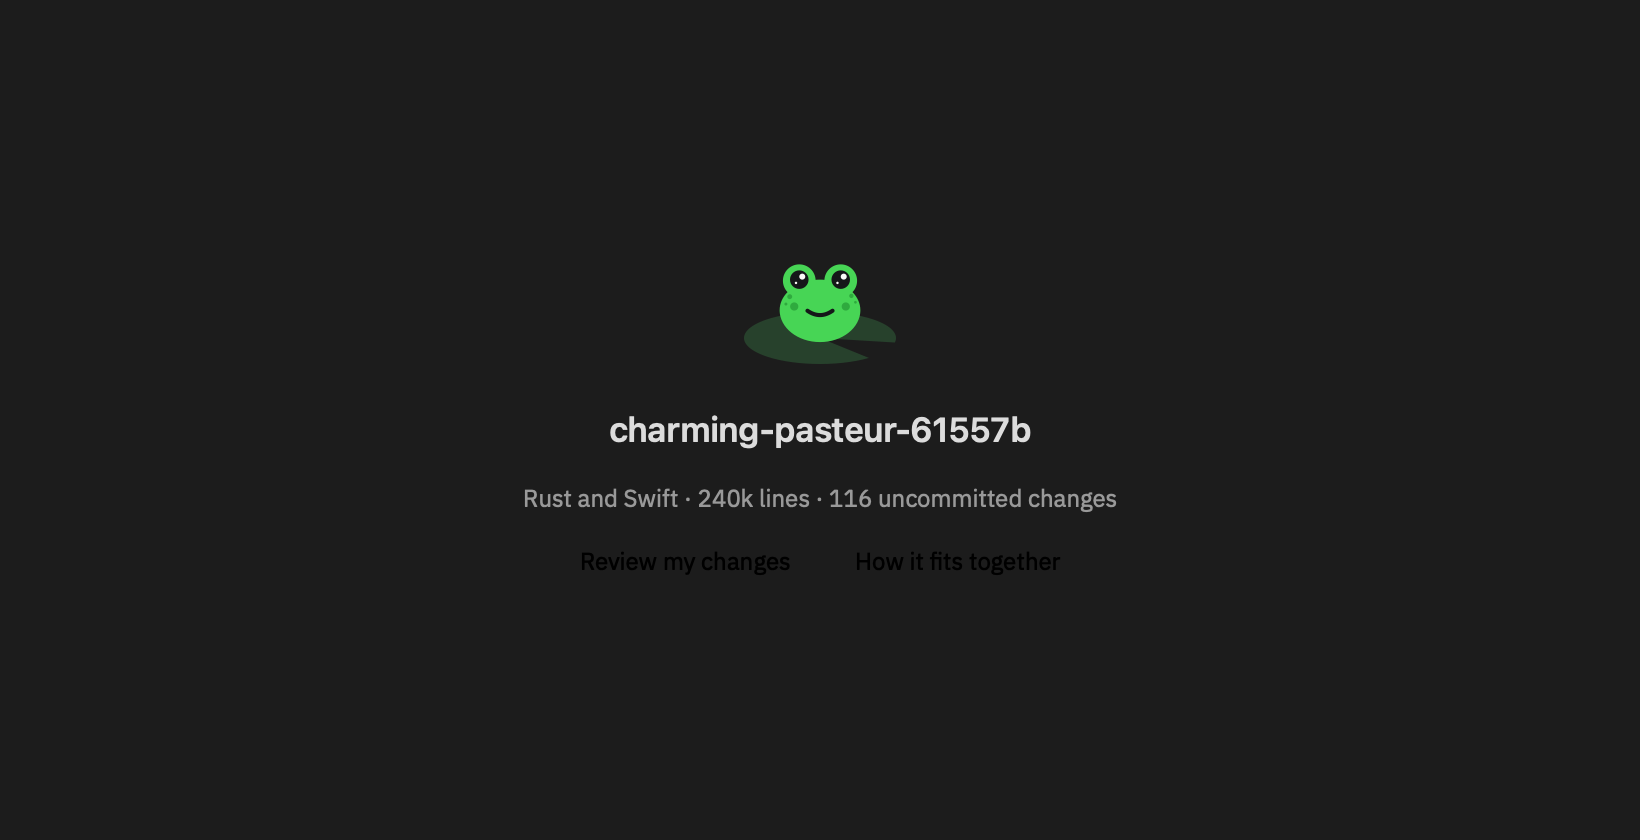 charming-pasteur-61557b
Rust and Swift · 240k lines · 116 uncommitted changes
Review my changes How it fits together